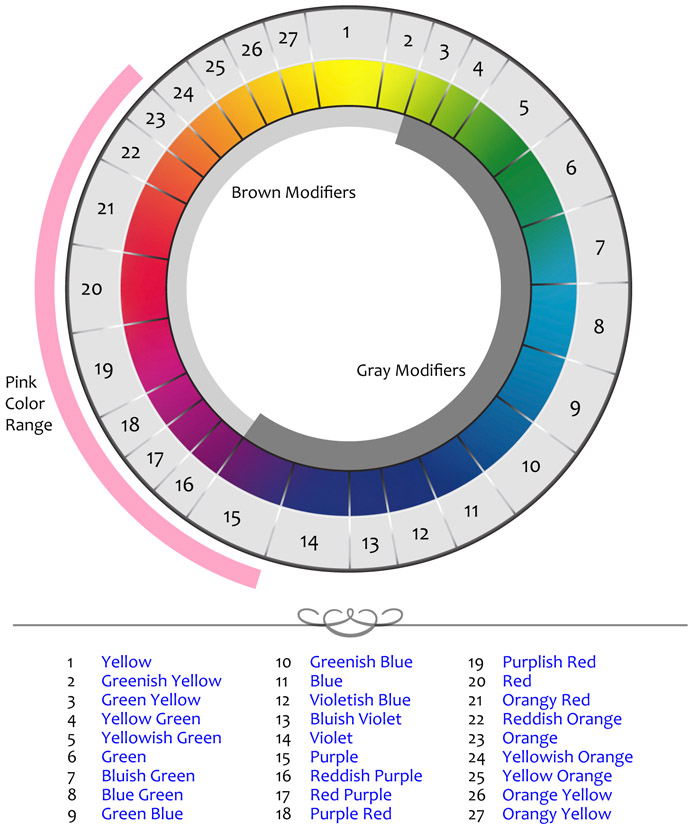 1
2
3
4
5
6
7
8
9
10
11
12
13
14
15
16
17
18
19
20
21
22
23
24
25
26
27
Brown Modifiers
Gray Modifiers
Pink
Color
Range
1 Yellow
2 Greenish Yellow
3 Green Yellow
4 Yellow Green
5 Yellowish Green
6 Green
7 Bluish Green
8 Blue Green
9 Green Blue
10 Greenish Blue
11 Blue
12 Violetish Blue
13 Bluish Violet
14 Violet
15 Purple
16 Reddish Purple
17 Red Purple
18 Purple Red
19 Purplish Red
20 Red
21 Orangy Red
22 Reddish Orange
23 Orange
24 Yellowish Orange
25 Yellow Orange
26 Orange Yellow
27 Orangy Yellow